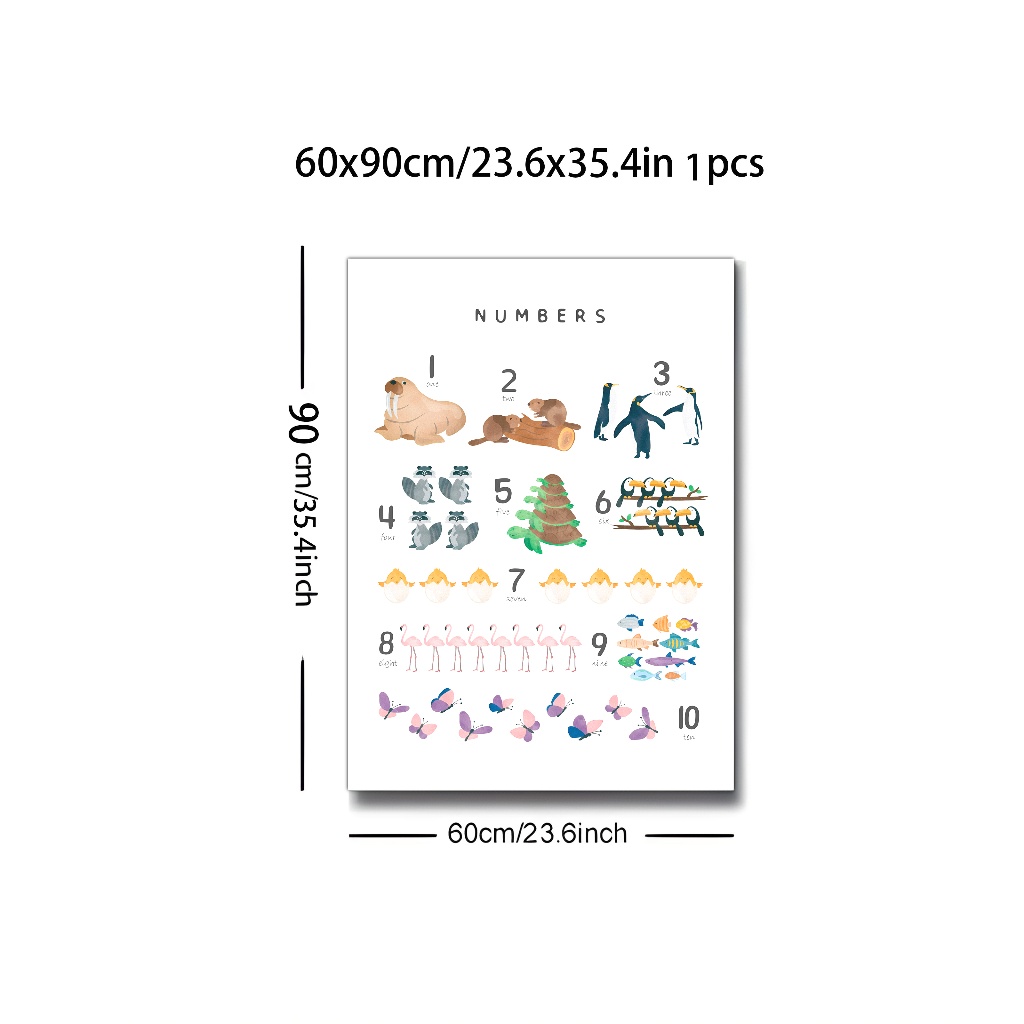 60x90cm/23.6x35.4in 1pcs
NUMBERS
1
one
2
two
3
three
4
four
5
five
6
six
7
seven
8
eight
9
nine
10
ten
90 cm/35.4inch
60cm/23.6inch